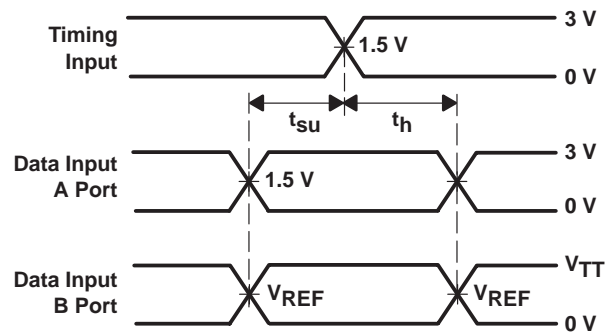 Timing
Input
3 V
1.5 V
0 V
tsu
th
Data Input
A Port
3 V
1.5 V
0 V
Data Input
B Port
VTT
VREF
VREF
0 V